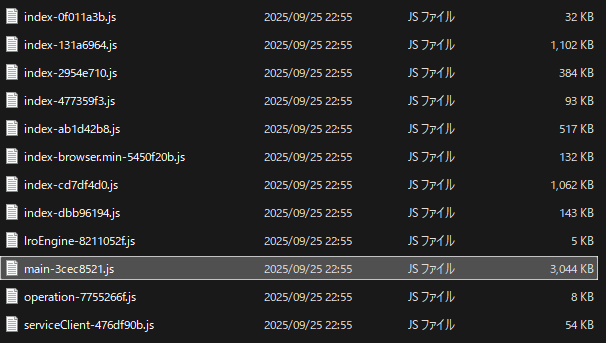 index-0f011a3b.js 2025/09/25 22:55 JS ファイル 32 KB
index-131a6964.js 2025/09/25 22:55 JS ファイル 1,102 KB
index-2954e710.js 2025/09/25 22:55 JS ファイル 384 KB
index-477359f3.js 2025/09/25 22:55 JS ファイル 93 KB
index-ab1d42b8.js 2025/09/25 22:55 JS ファイル 517 KB
index-browser.min-5450f20b.js 2025/09/25 22:55 JS ファイル 132 KB
index-cd7df4d0.js 2025/09/25 22:55 JS ファイル 1,062 KB
index-dbb96194.js 2025/09/25 22:55 JS ファイル 143 KB
lroEngine-8211052f.js 2025/09/25 22:55 JS ファイル 5 KB
main-3cec8521.js 2025/09/25 22:55 JS ファイル 3,044 KB
operation-7755266f.js 2025/09/25 22:55 JS ファイル 8 KB
serviceClient-476df90b.js 2025/09/25 22:55 JS ファイル 54 KB